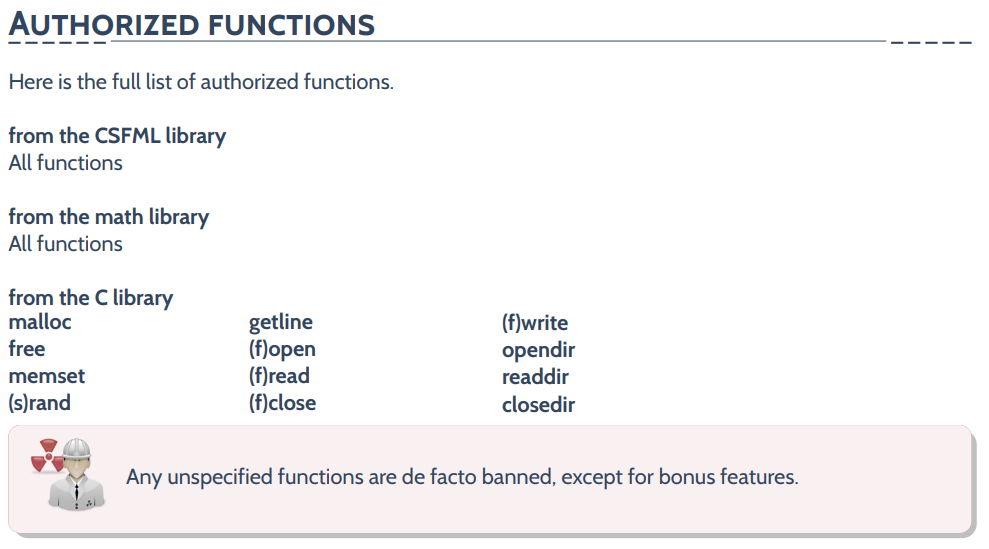 AUTHORIZED FUNCTIONS
Here is the full list of authorized functions.
from the CSFML library
All functions
from the math library
All functions
from the C library
malloc getline (f)write
free (f)open opendir
memset (f)read readdir
(s)rand (f)close closedir
Any unspecified functions are de facto banned, except for bonus features.